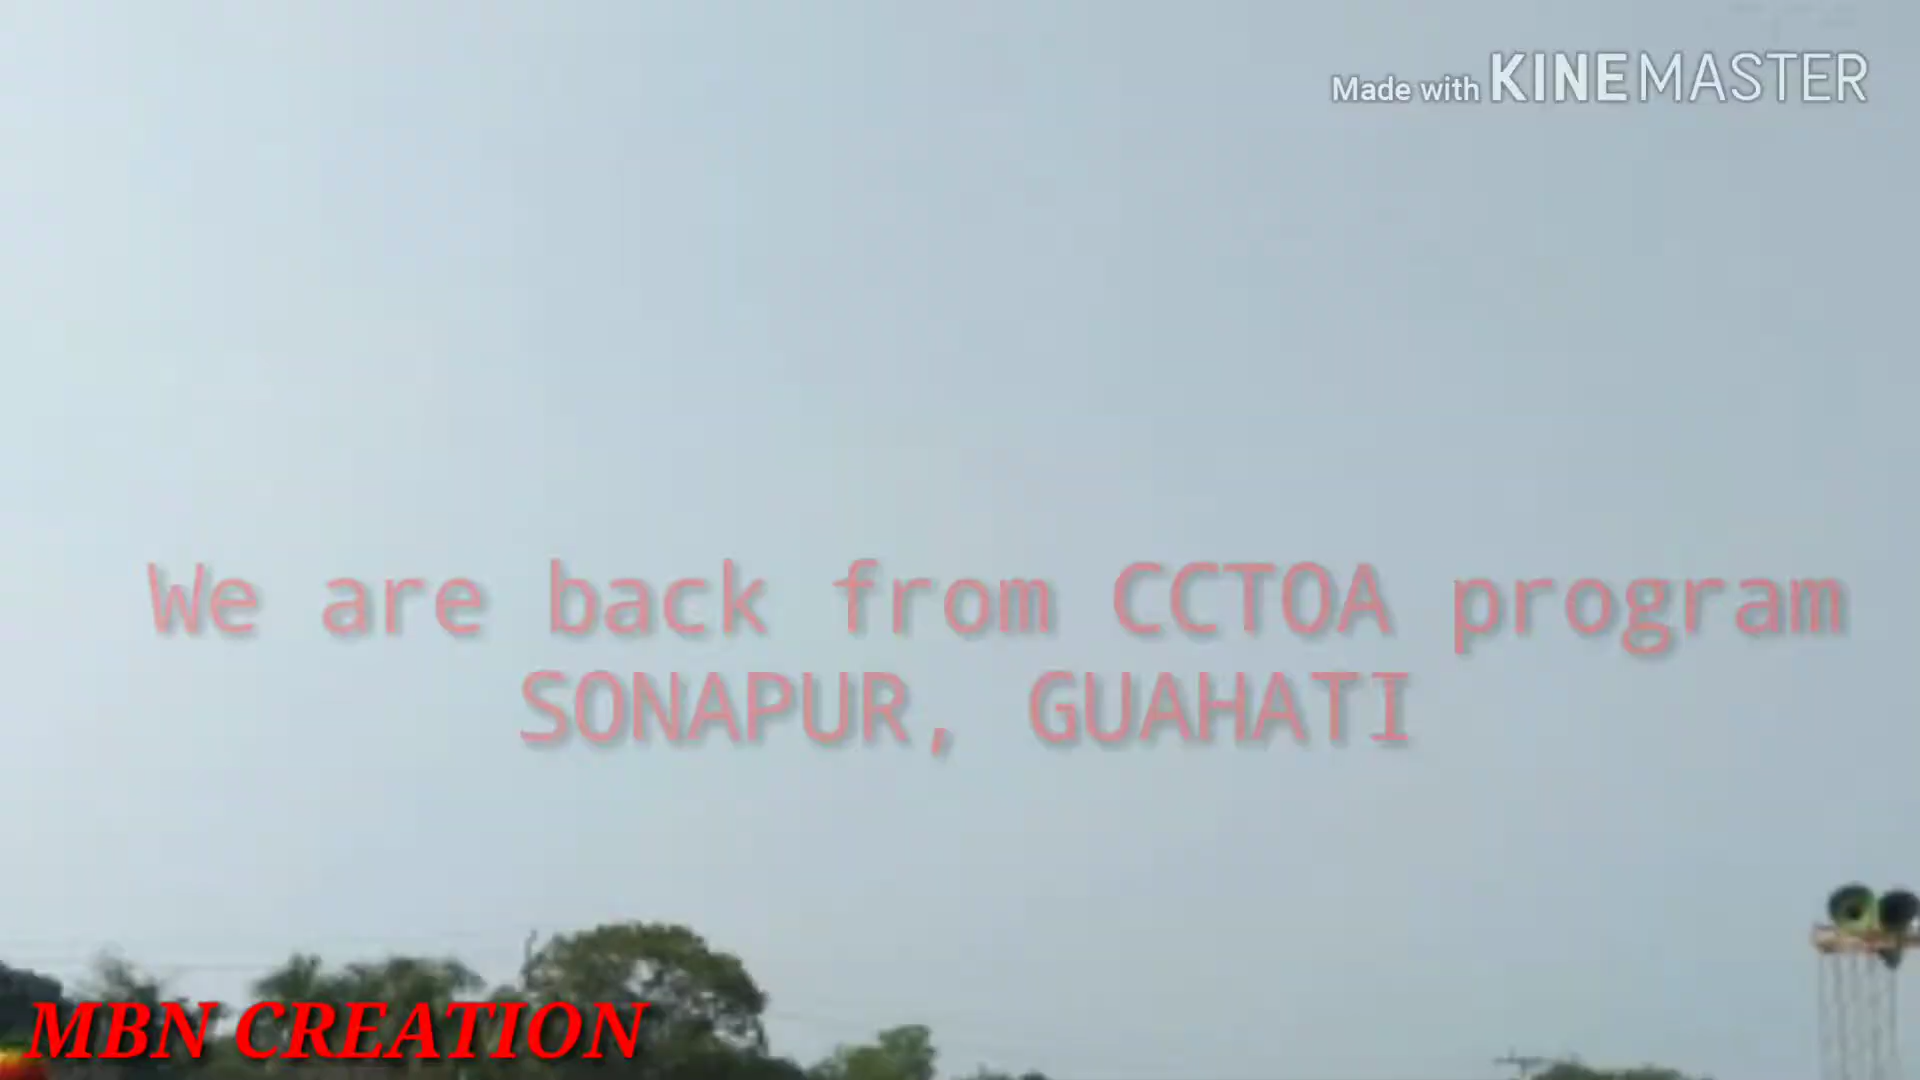 Made with KINEMASTER
We are back from CCTOA program
SONAPUR, GUAHATI
MBN CREATION